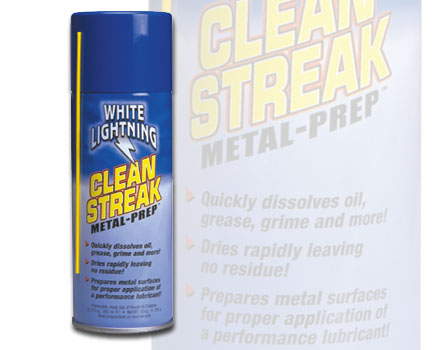 WHITE
LIGHTNING
CLEAN
STREAK
METAL-PREP™
Quickly dissolves oil,
grease, grime and more!
Dries rapidly leaving
no residue!
Prepares metal surfaces
for proper application of
a performance lubricant!
CLEAN
STREAK
METAL-PREP™
Quickly dissolves oil,
grease, grime and more!
Dries rapidly leaving
no residue!
Prepares metal surfaces
for proper application of
a performance lubricant!